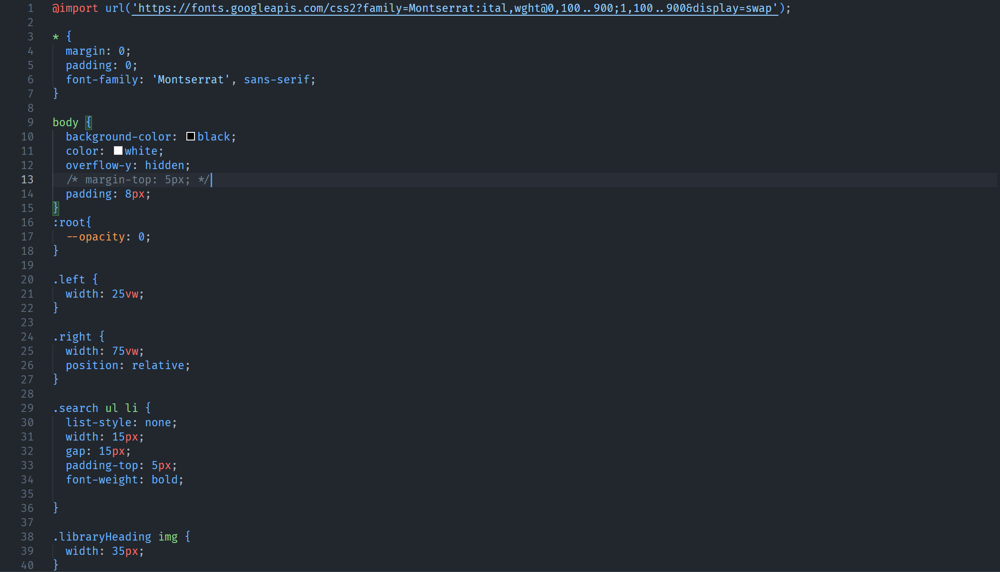 1 @import url('https://fonts.googleapis.com/css2?family=Montserrat:ital,wght@0,100..900;1,100..900&display=swap');
2
3 * {
4   margin: 0;
5   padding: 0;
6   font-family: 'Montserrat', sans-serif;
7 }
8
9 body {
10   background-color: black;
11   color: white;
12   overflow-y: hidden;
13   /* margin-top: 5px; */
14   padding: 8px;
15 }
16 :root{
17   --opacity: 0;
18 }
19
20 .left {
21   width: 25vw;
22 }
23
24 .right {
25   width: 75vw;
26   position: relative;
27 }
28
29 .search ul li {
30   list-style: none;
31   width: 15px;
32   gap: 15px;
33   padding-top: 5px;
34   font-weight: bold;
35
36 }
37
38 .libraryHeading img {
39   width: 35px;
40 }